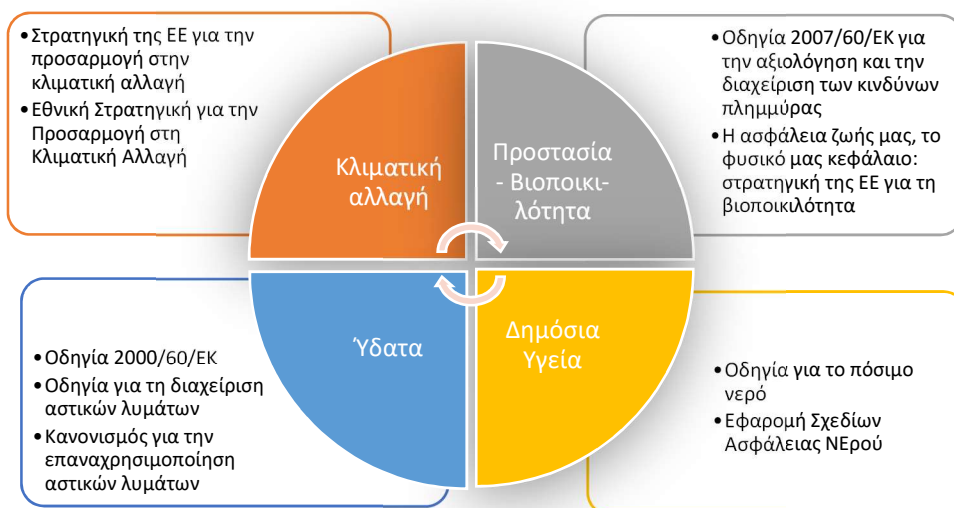 • Στρατηγική της ΕΕ για την
προσαρμογή στην
κλιματική αλλαγή
• Εθνική Στρατηγική για την
Προσαρμογή στη
Κλιματική Αλλαγή
• Οδηγία 2007/60/ΕΚ για
την αξιολόγηση και την
διαχείριση των κινδύνων
πλημμύρας
• Η ασφάλεια ζωής μας, το
φυσικό μας κεφάλαιο:
στρατηγική της ΕΕ για τη
βιοποικιλότητα
Κλιματική
αλλαγή
Προστασία
- Βιοποικι-
λότητα
Ύδατα
Δημόσια
Υγεία
• Οδηγία 2000/60/ΕΚ
• Οδηγία για τη διαχείριση
αστικών λυμάτων
• Κανονισμός για την
επαναχρησιμοποίηση
αστικών λυμάτων
• Οδηγία για το πόσιμο
νερό
• Εφαρομή Σχεδίων
Ασφάλειας ΝΕρού